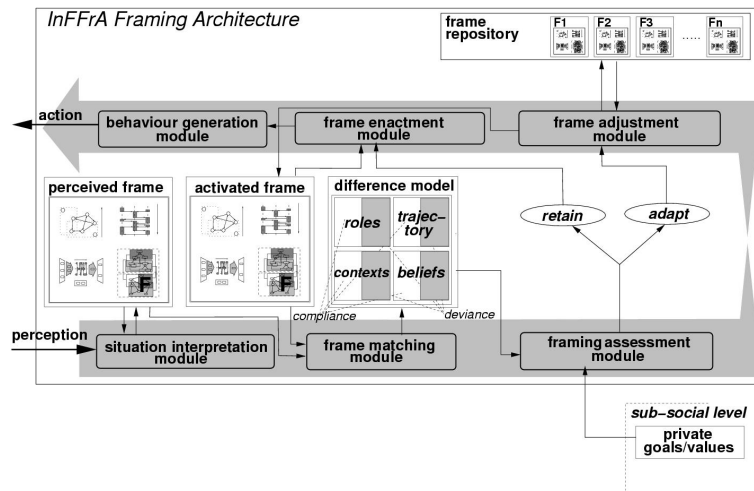 InFFrA Framing Architecture
frame
repository
F1 F2 F3 ..... Fn
action
behaviour generation
module
frame enactment
module
frame adjustment
module
perceived frame
activated frame
difference model
roles
trajec−
tory
contexts
beliefs
F
F
retain
adapt
compliance
deviance
perception
situation interpretation
module
frame matching
module
framing assessment
module
sub−social level
private
goals/values